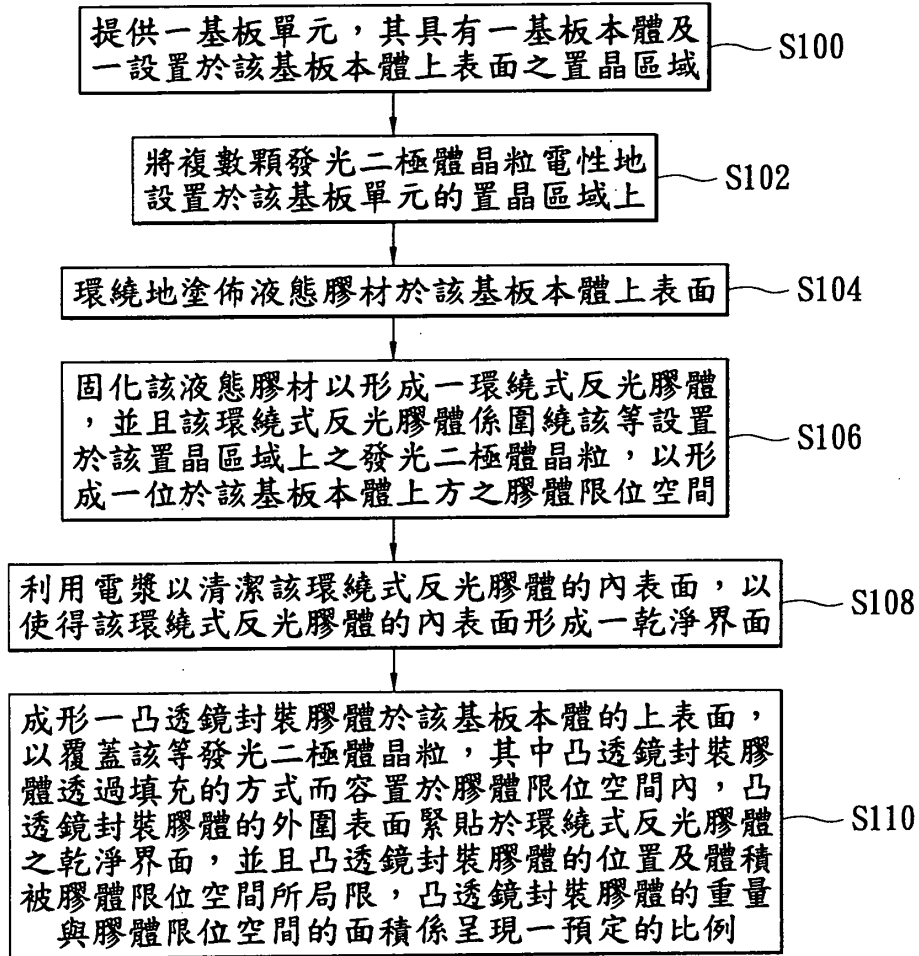 提供一基板單元，其具有一基板本體及
一設置於該基板本體上表面之置晶區域
S100
將複數顆發光二極體晶粒電性地
設置於該基板單元的置晶區域上
S102
環繞地塗佈液態膠材於該基板本體上表面
S104
固化該液態膠材以形成一環繞式反光膠體
，並且該環繞式反光膠體係圍繞該等設置
於該置晶區域上之發光二極體晶粒，以形
成一位於該基板本體上方之膠體限位空間
S106
利用電漿以清潔該環繞式反光膠體的內表面，以
使得該環繞式反光膠體的內表面形成一乾淨界面
S108
成形一凸透鏡封裝膠體於該基板本體的上表面，
以覆蓋該等發光二極體晶粒，其中凸透鏡封裝膠
體透過填充的方式而容置於膠體限位空間內，凸
透鏡封裝膠體的外圍表面緊貼於環繞式反光膠體
之乾淨界面，並且凸透鏡封裝膠體的位置及體積
被膠體限位空間所局限，凸透鏡封裝膠體的重量
與膠體限位空間的面積係呈現一預定的比例
S110